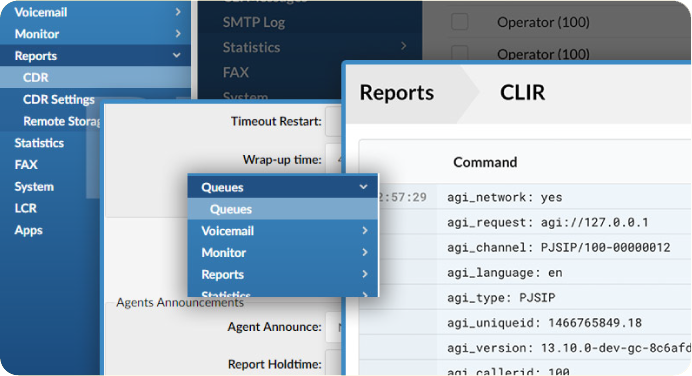 Voicemail
Monitor
Reports
CDR
CDR Settings
Remote
Statistics
FAX
System
LCR
Apps
SMTP Log
Statistics
FAX
System
Operator (100)
Operator (100)
Timeout Restart:
Wrap-up time:
Agents Announcements
Agent Announce:
Report Holdtime:
Queues
Queues
Voicemail
Monitor
Reports
Statistics
Reports
CLIR
Command
2:57:29
agi_network: yes
agi_request: agi://127.0.0.1
agi_channel: PJSIP/100-00000012
agi_language: en
agi_type: PJSIP
agi_uniqueid: 1466765849.18
agi_version: 13.10.0-dev-gc-8c6afd
agi_callerid: 100